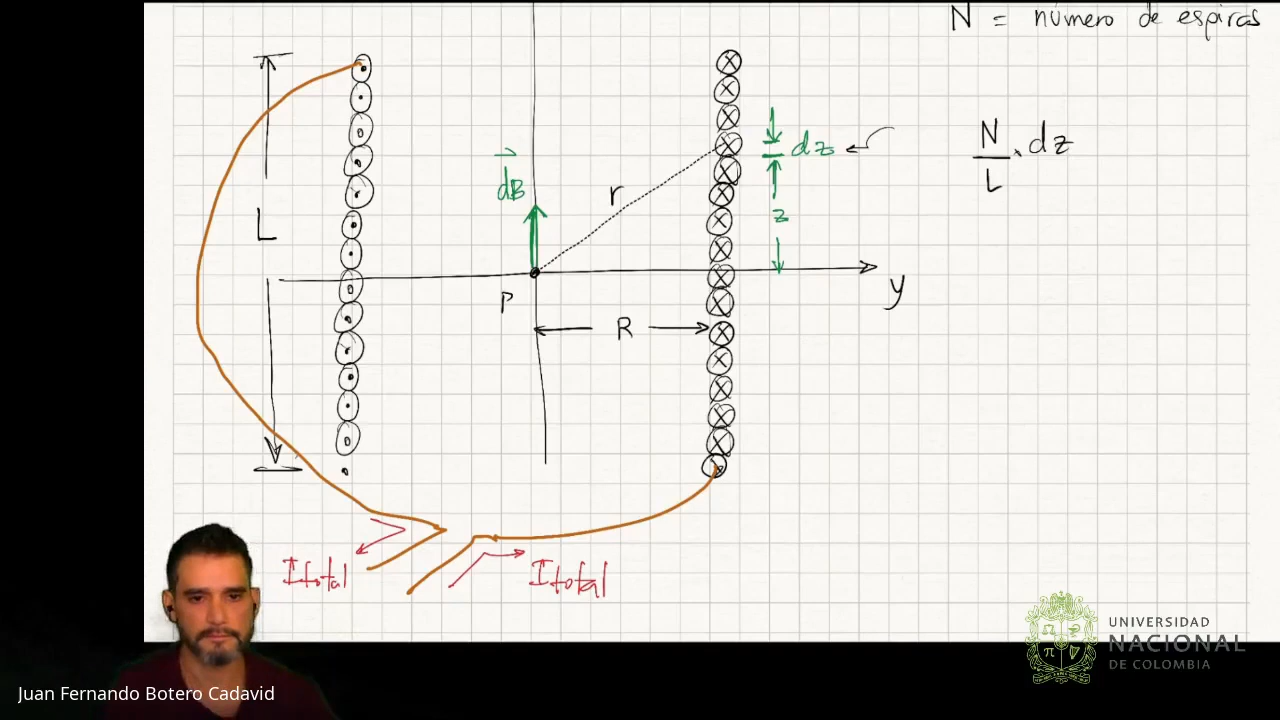 N = número de espiras
N
L
. dz
dz
dB
r
L
z
P
R
y
Itotal
Itotal
UNIVERSIDAD
NACIONAL
DE COLOMBIA
Juan Fernando Botero Cadavid